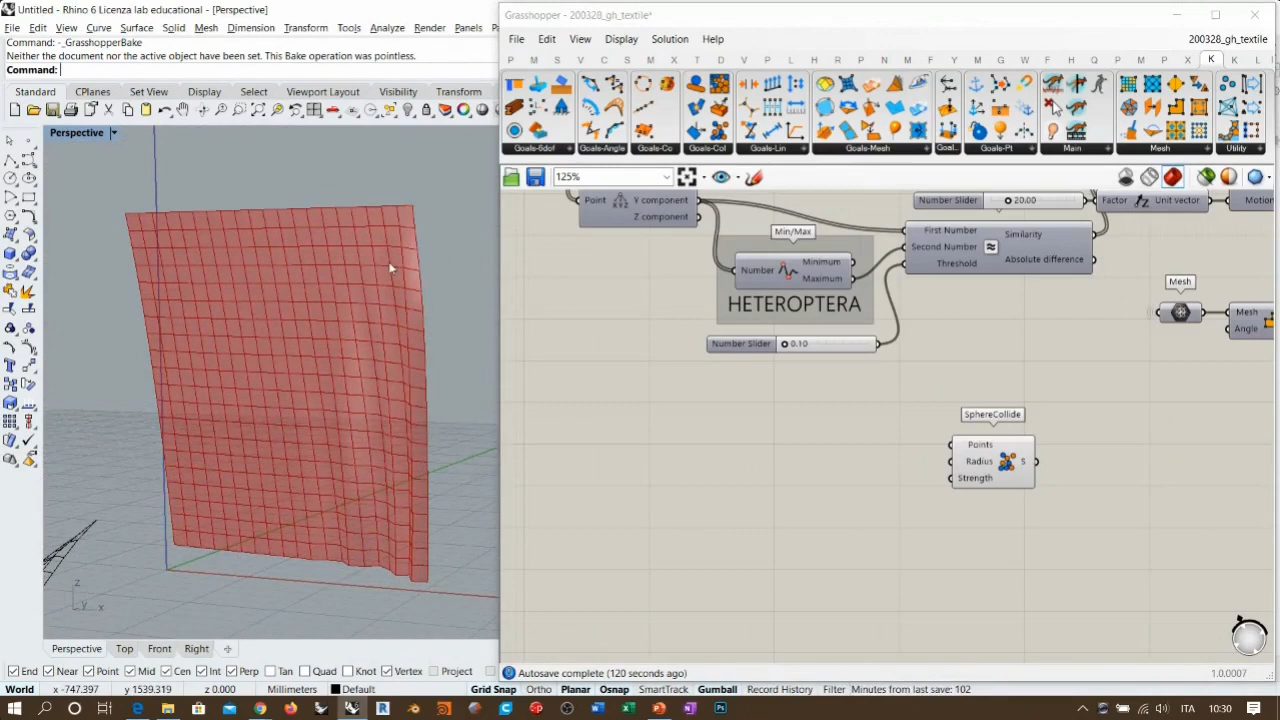 Untitled - Rhino 6 Licenza lab educational - [Perspective]
File Edit View Curve Surface Solid Mesh Dimension Transform Tools Analyze Render Panels
Command: -_GrasshopperBake
Neither the document nor the active object have been set. This Bake operation was pointless.
Command:
Standard CPlanes Set View Display Select Viewport Layout Visibility Transform
Perspective
z
y x
Perspective Top Front Right
End Near Point Mid Cen Int Perp Tan Quad Knot Vertex Project
World x -747.397 y 1539.319 z 0.000 Millimeters Default Grid Snap Ortho Planar Osnap SmartTrack Gumball Record History Filter Minutes from last save: 102
Grasshopper - 200328_gh_textile*
File Edit View Display Solution Help 200328_gh_textile
Goals-6dof Goals-Angle Goals-Co Goals-Col Goals-Lin Goals-Mesh Goal... Goals-Pt Main Mesh Utility
125%
Point Y component
Z component
Min/Max
Number Minimum
Maximum
HETEROPTERA
Number Slider 0.10
Number Slider 20.00
First Number Similarity
Second Number Absolute difference
Threshold
Factor Unit vector Motion
Mesh
Mesh
Angle
SphereCollide
Points
Radius S
Strength
Autosave complete (120 seconds ago) 1.0.0007
ITA 10:30